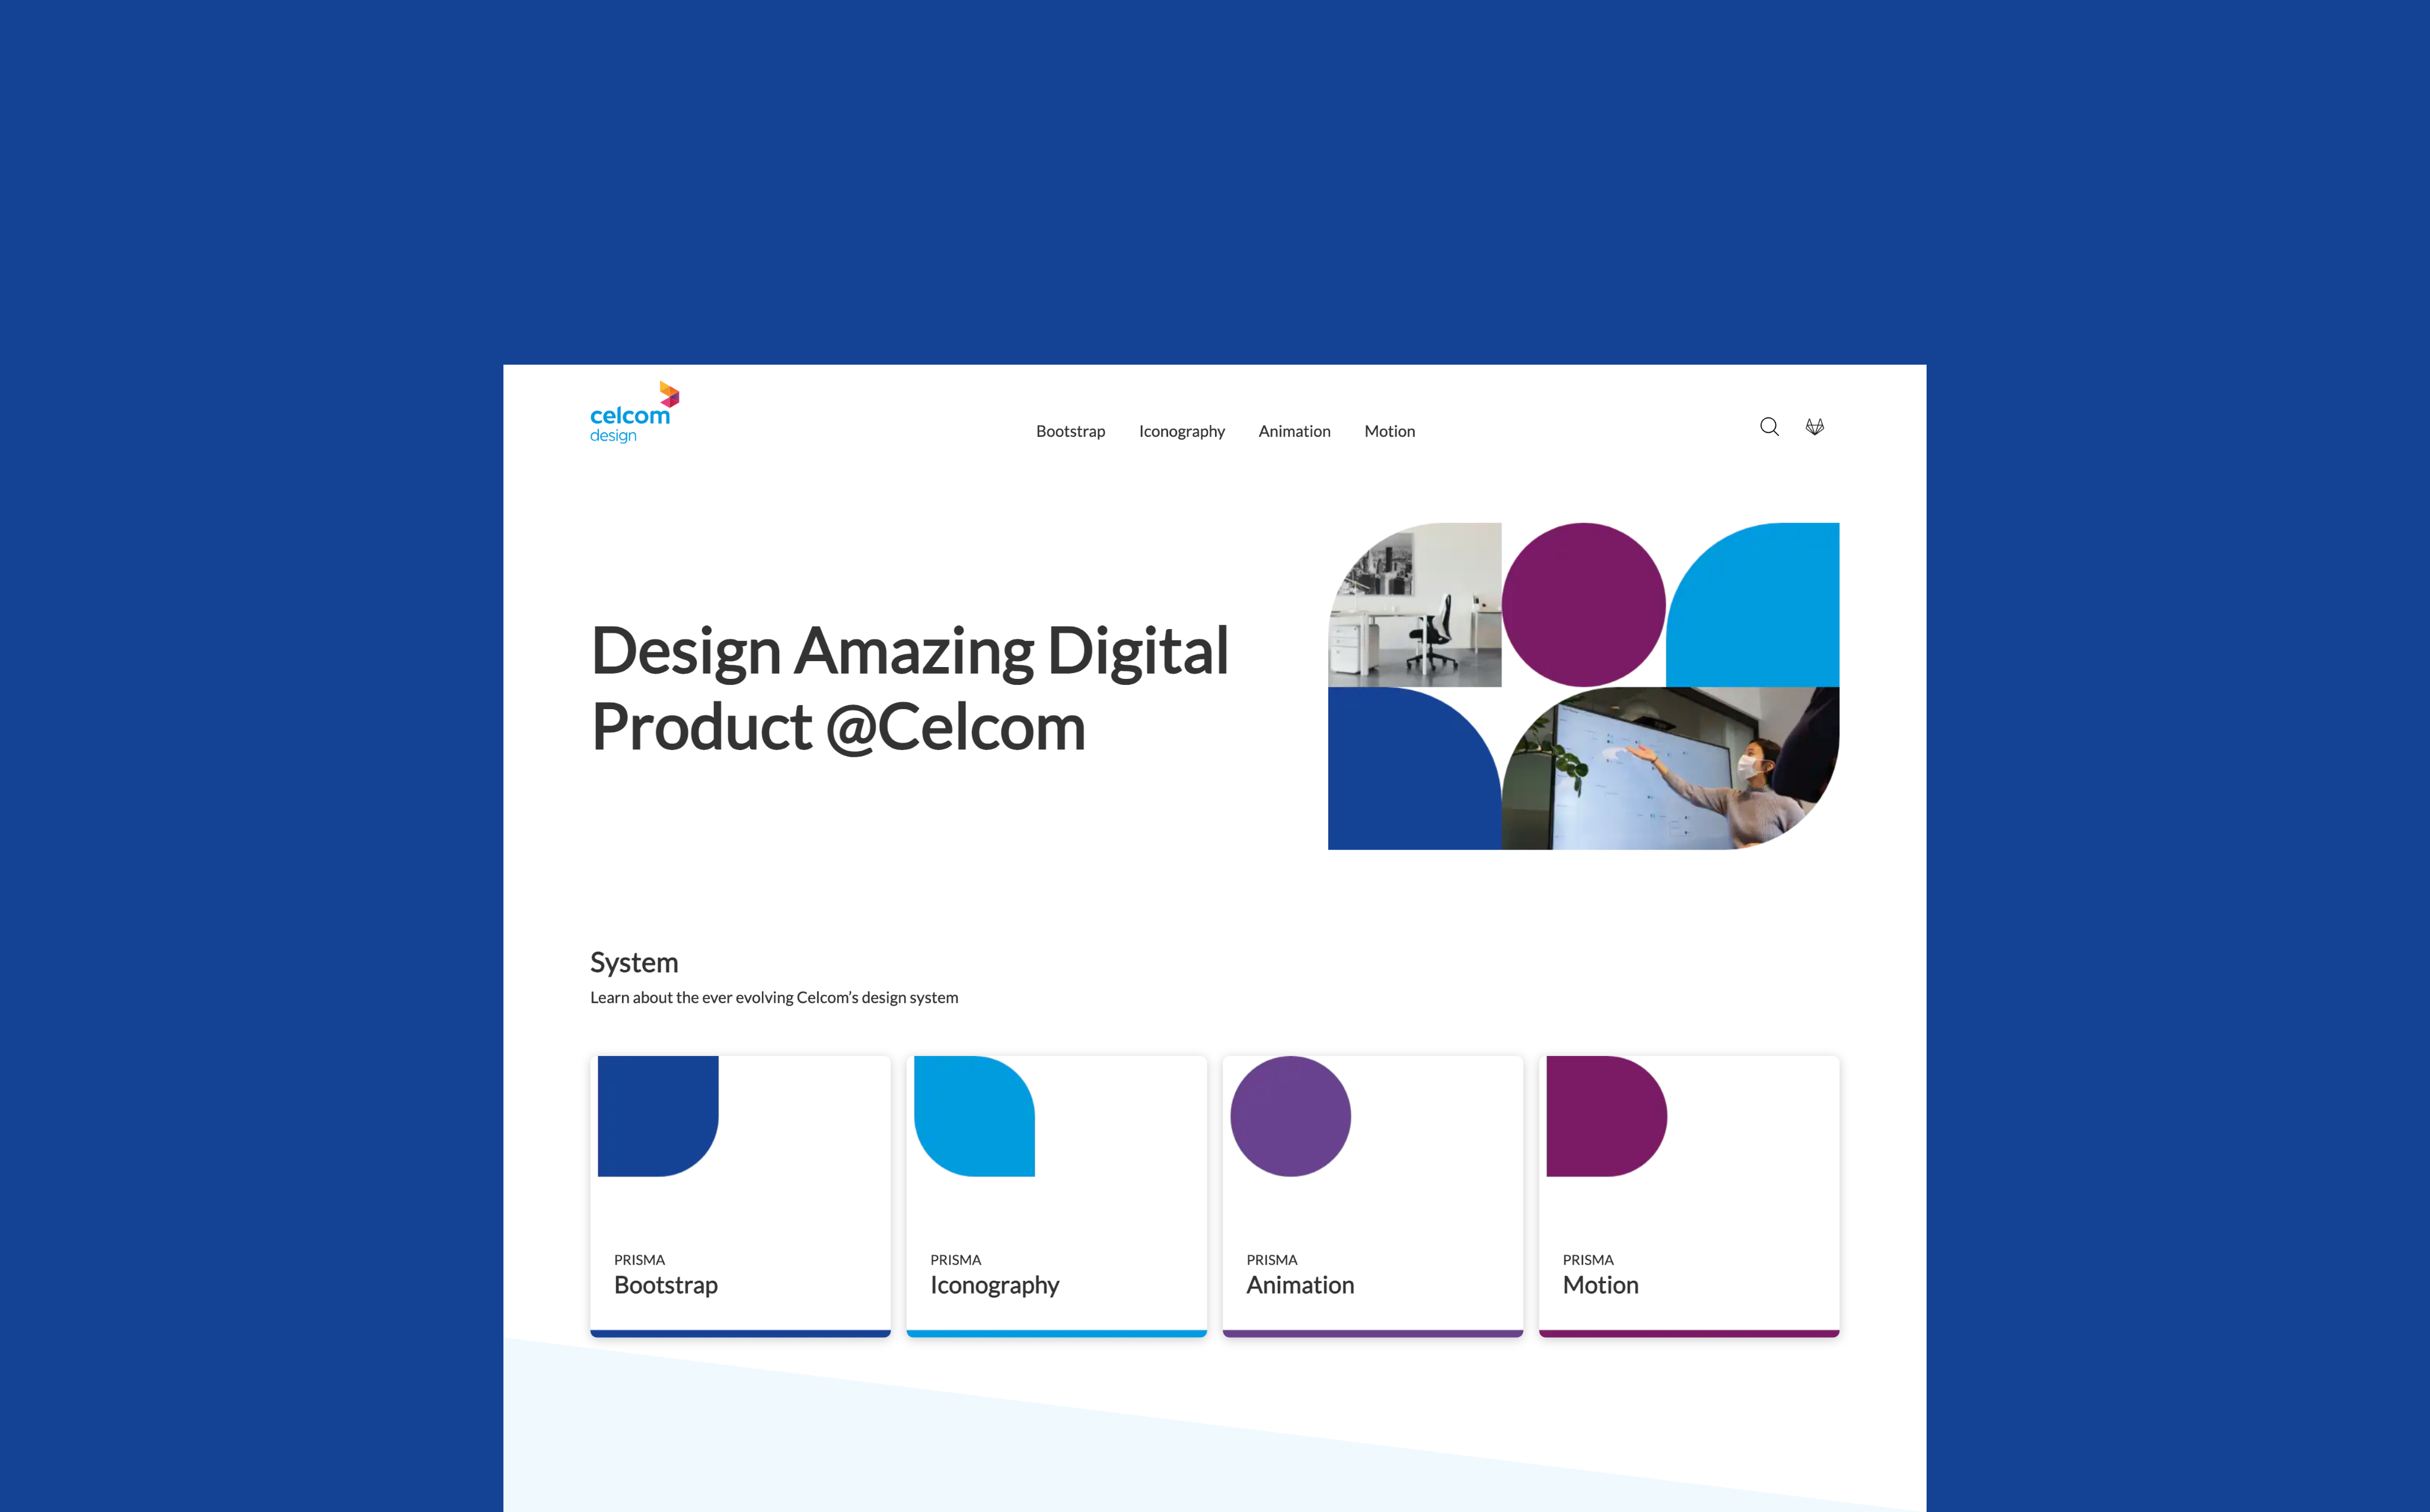 celcom
design
Bootstrap
Iconography
Animation
Motion
Design Amazing Digital
Product @Celcom
System
Learn about the ever evolving Celcom's design system
PRISMA
Bootstrap
PRISMA
Iconography
PRISMA
Animation
PRISMA
Motion